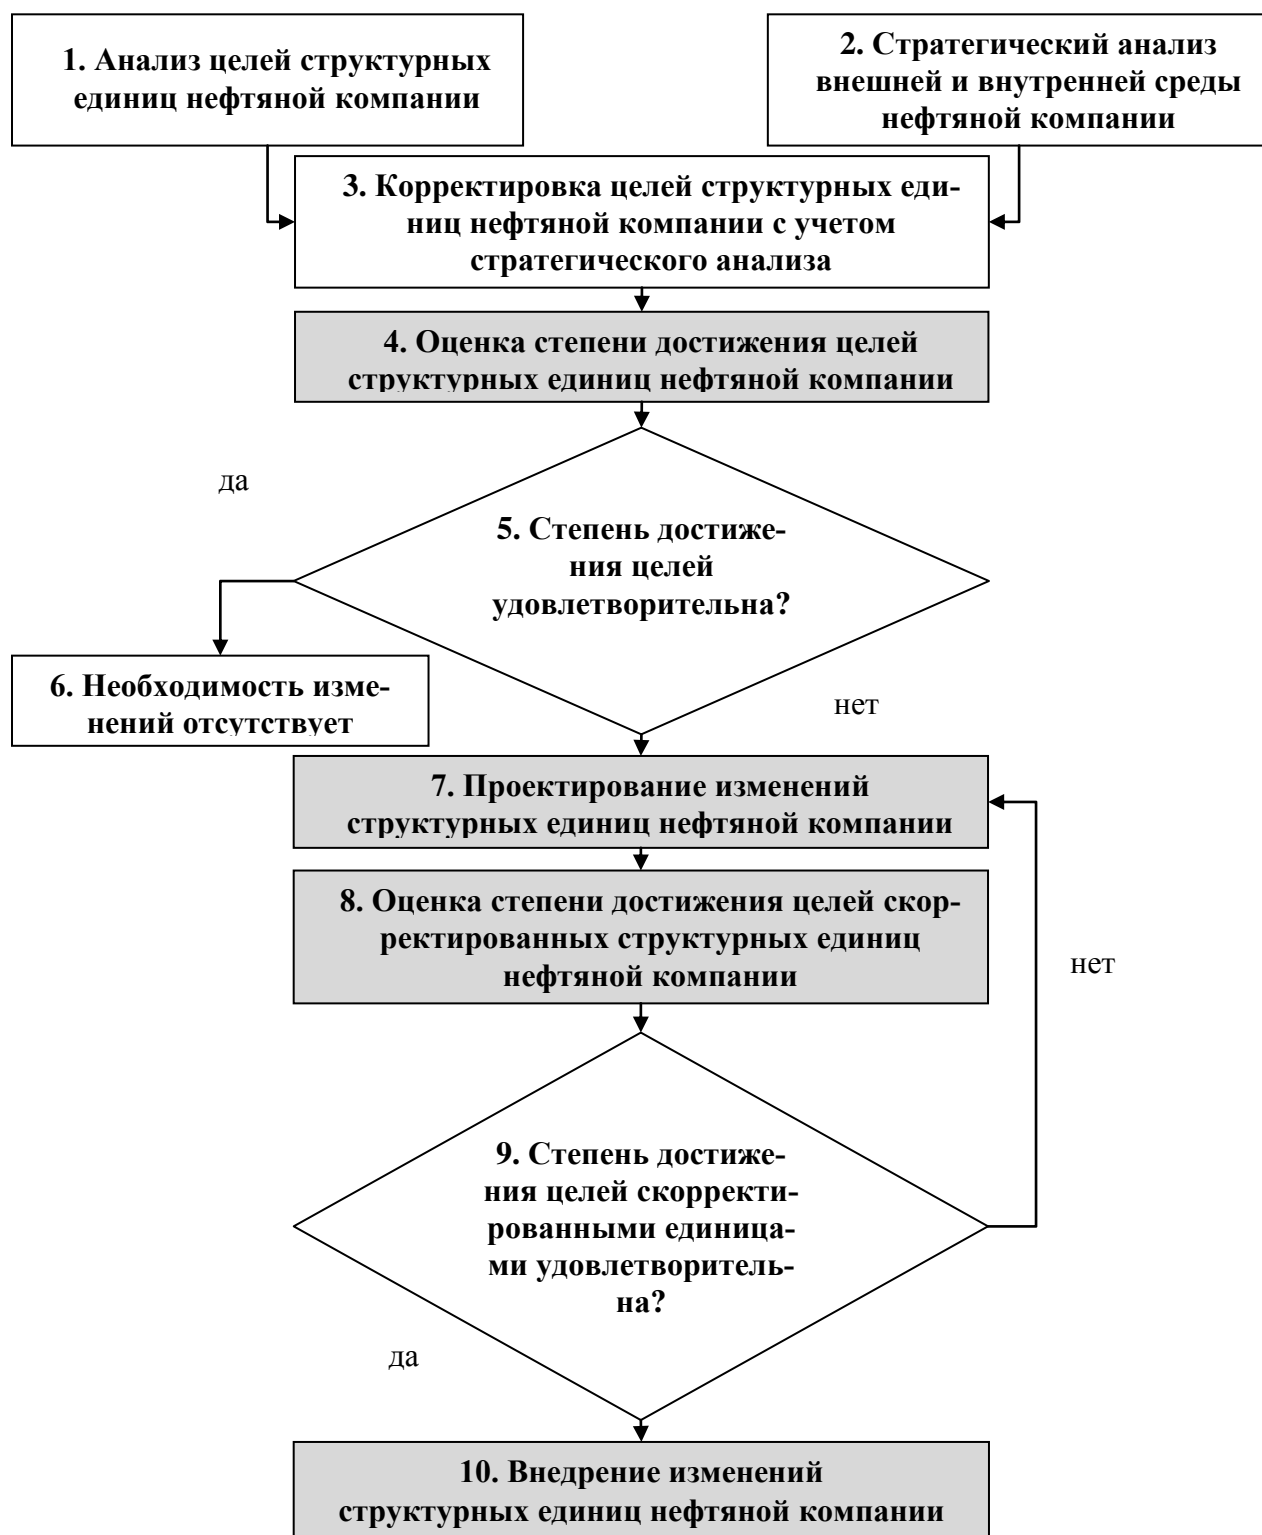 1. Анализ целей структурных
единиц нефтяной компании
2. Стратегический анализ
внешней и внутренней среды
нефтяной компании
3. Корректировка целей структурных еди-
ниц нефтяной компании с учетом
стратегического анализа
4. Оценка степени достижения целей
структурных единиц нефтяной компании
да
5. Степень достиже-
ния целей
удовлетворительна?
6. Необходимость изме-
нений отсутствует
нет
7. Проектирование изменений
структурных единиц нефтяной компании
8. Оценка степени достижения целей скор-
ректированных структурных единиц
нефтяной компании
нет
9. Степень достиже-
ния целей скорректи-
рованными единица-
ми удовлетворитель-
на?
да
10. Внедрение изменений
структурных единиц нефтяной компании